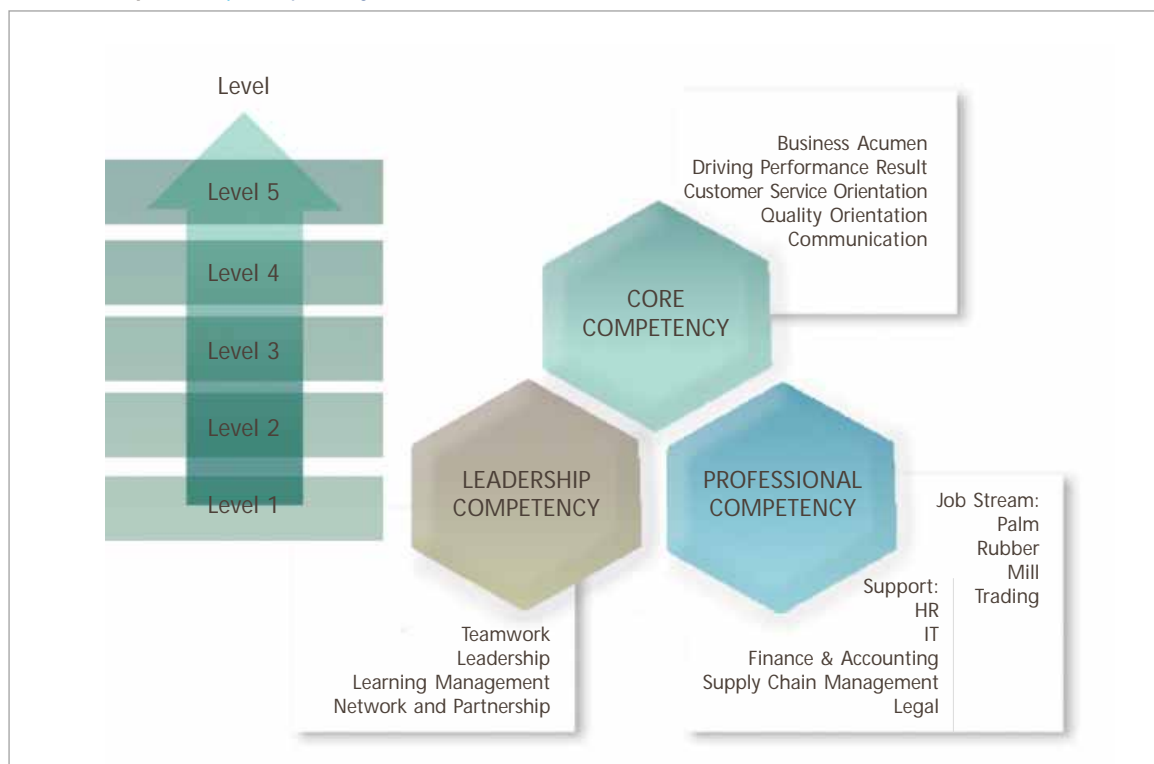 Level
Level 5
Level 4
Level 3
Level 2
Level 1
Business Acumen
Driving Performance Result
Customer Service Orientation
Quality Orientation
Communication
CORE
COMPETENCY
LEADERSHIP
COMPETENCY
Teamwork
Leadership
Learning Management
Network and Partnership
PROFESSIONAL
COMPETENCY
Support:
HR
IT
Finance & Accounting
Supply Chain Management
Legal
Job Stream:
Palm
Rubber
Mill
Trading